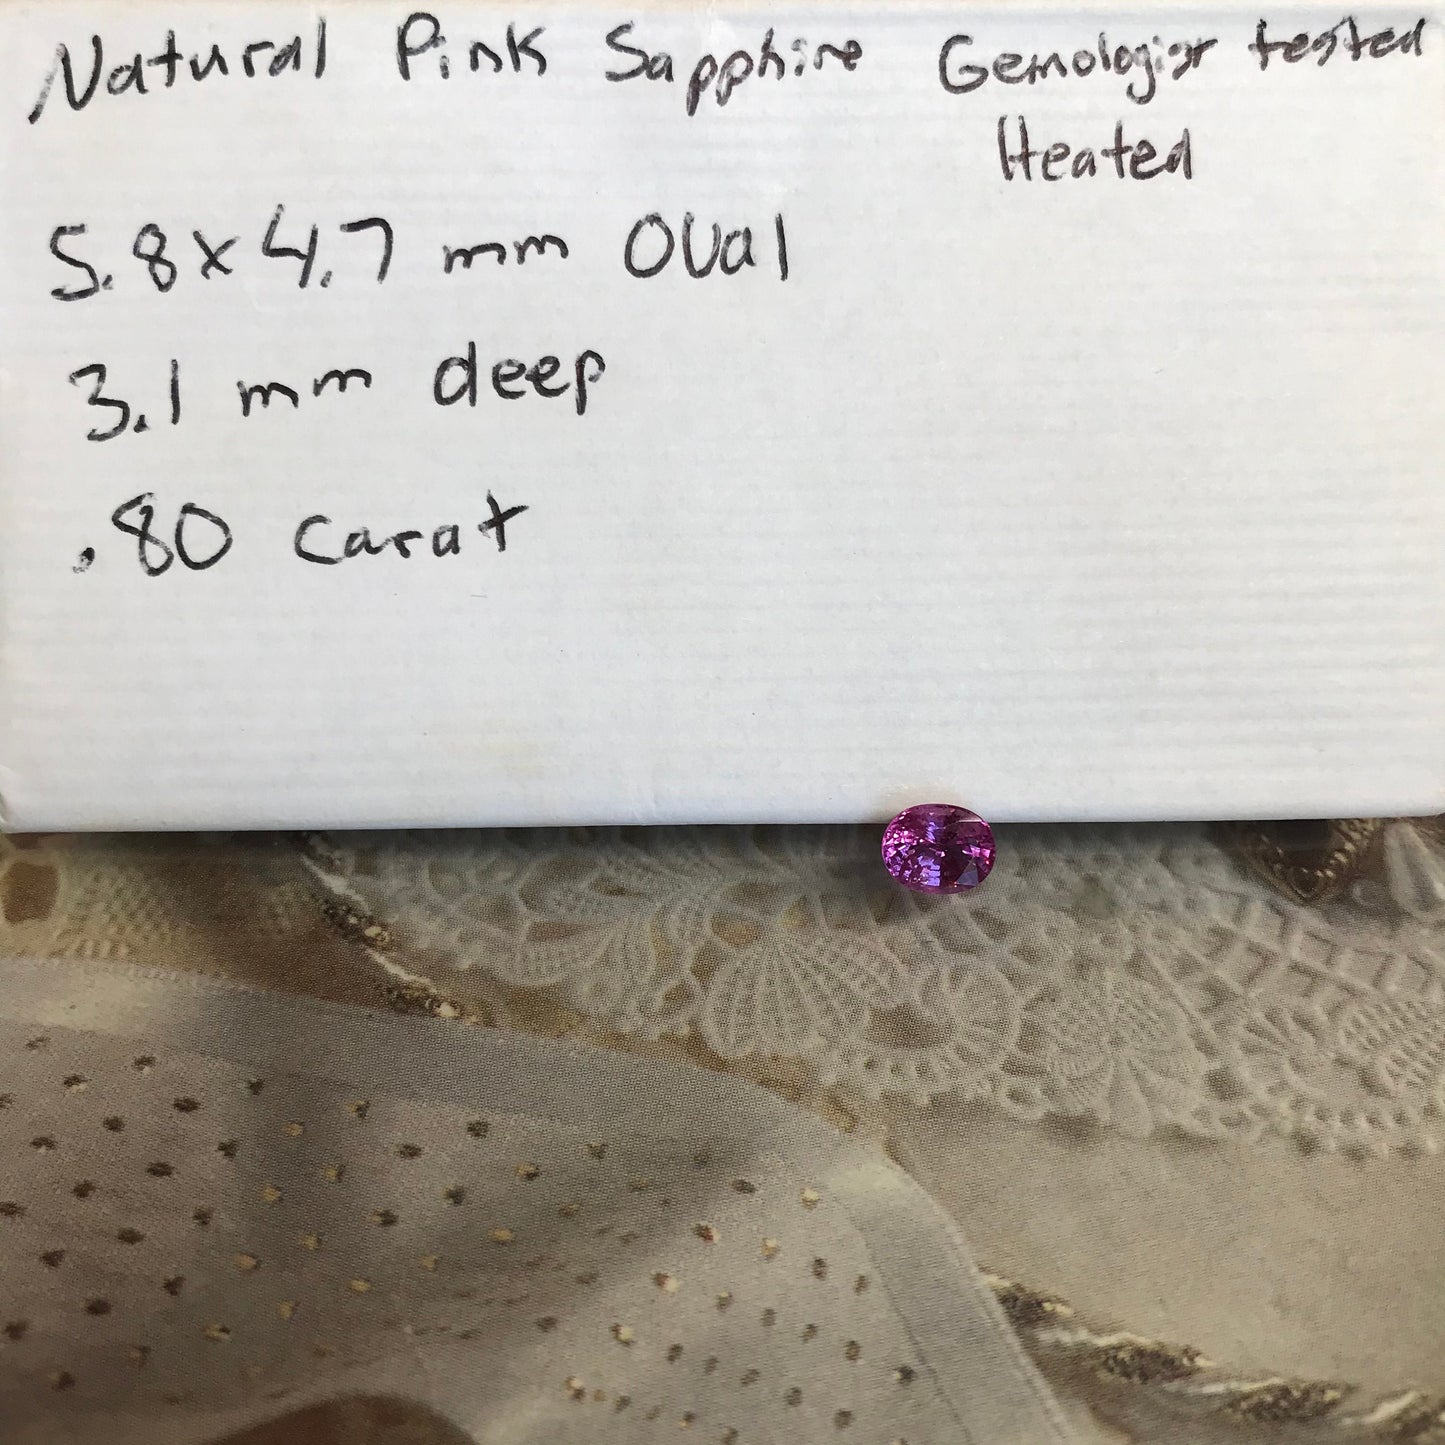 Natural Pink Sapphire Gemologist tested
Heated
5.8x4.7 mm Oval
3.1 mm deep
.80 carat